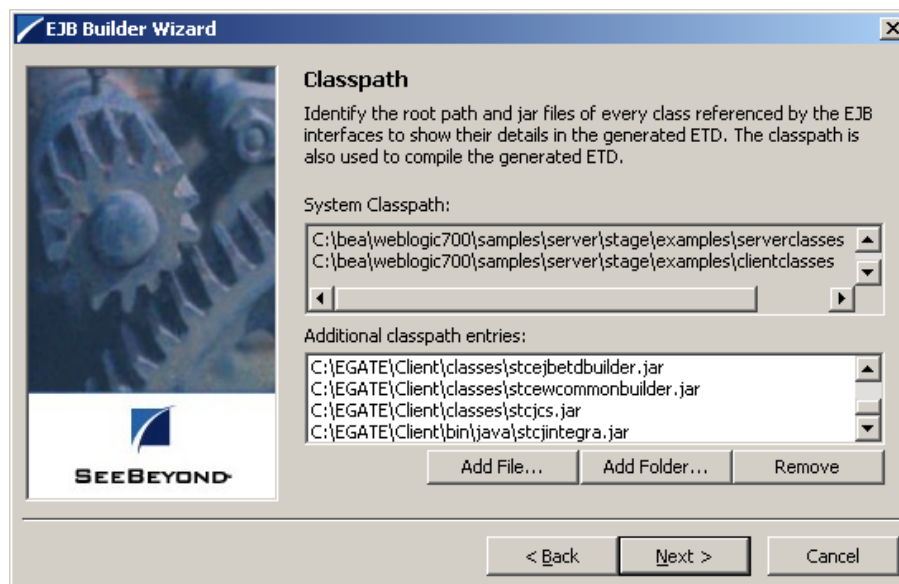 EJB Builder Wizard
Classpath
Identify the root path and jar files of every class referenced by the EJB
interfaces to show their details in the generated ETD. The classpath is
also used to compile the generated ETD.
System Classpath:
C:\bea\weblogic700\samples\server\stage\examples\serverclasses
C:\bea\weblogic700\samples\server\stage\examples\clientclasses
Additional classpath entries:
C:\EGATE\Client\classes\stcejbetdbuilder.jar
C:\EGATE\Client\classes\stcewcommonbuilder.jar
C:\EGATE\Client\classes\stcjcs.jar
C:\EGATE\Client\bin\java\stcjintegra.jar
SEEBEYOND
Add File... Add Folder... Remove
< Back Next > Cancel